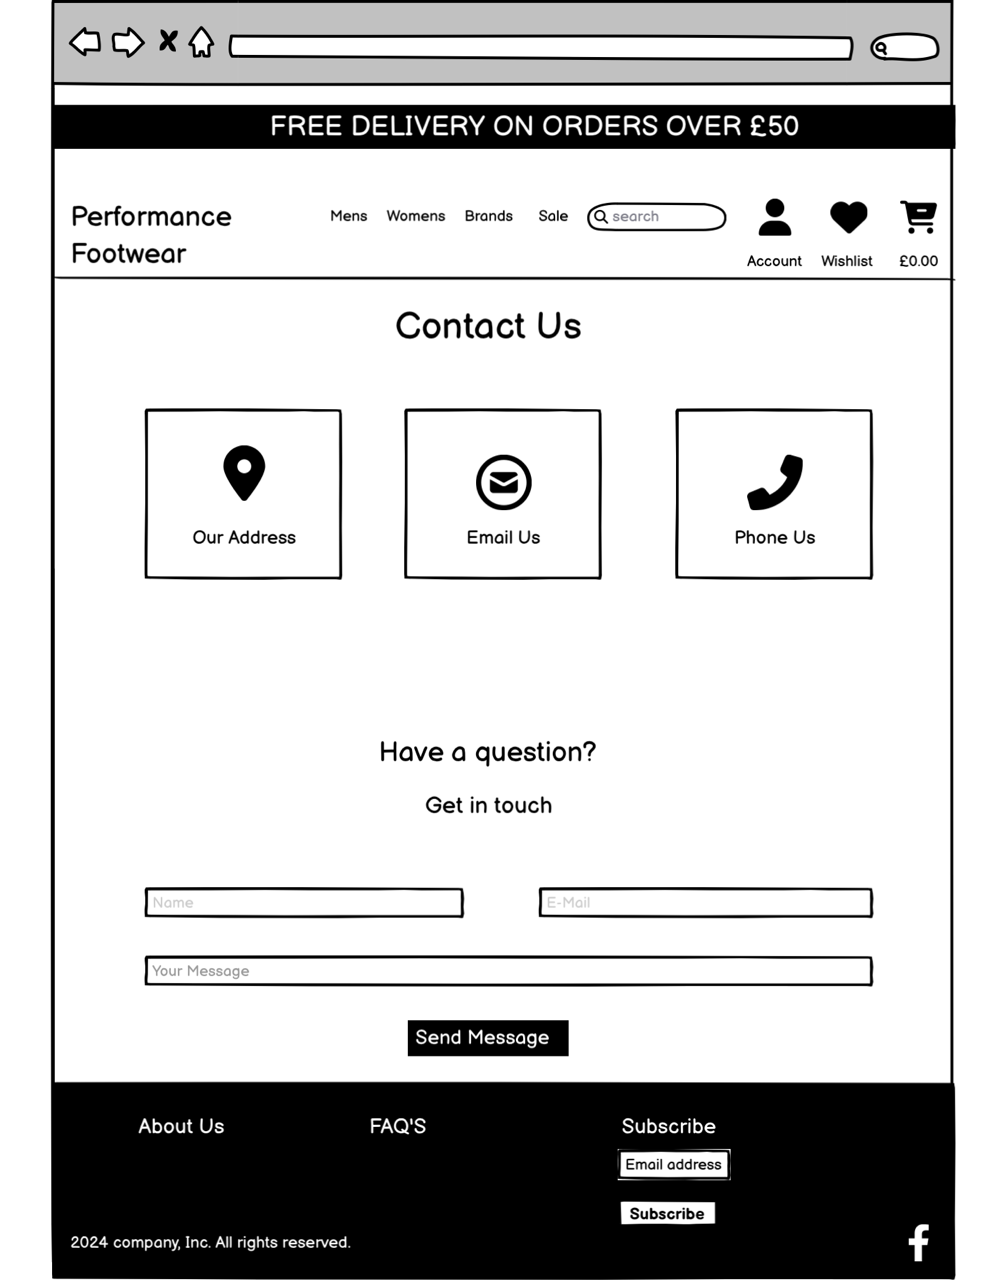 FREE DELIVERY ON ORDERS OVER £50
Performance
Footwear
Mens Womens Brands Sale search
Account Wishlist £0.00
Contact Us
Our Address Email Us Phone Us
Have a question?
Get in touch
Name E-Mail
Your Message
Send Message
About Us FAQ'S Subscribe
Email address
Subscribe
2024 company, Inc. All rights reserved.